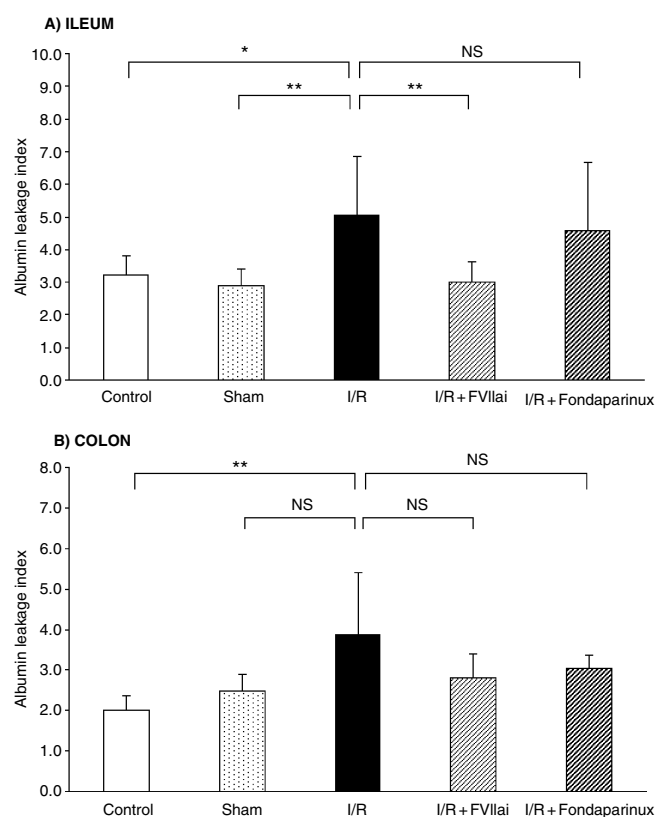 A) ILEUM
* NS
** **
10.0
9.0
8.0
7.0
6.0
5.0
4.0
3.0
2.0
1.0
0.0
Albumin leakage index
Control Sham I/R I/R + FVIIai I/R + Fondaparinux
B) COLON
** NS
NS NS
8.0
7.0
6.0
5.0
4.0
3.0
2.0
1.0
0.0
Albumin leakage index
Control Sham I/R I/R + FVIIai I/R + Fondaparinux